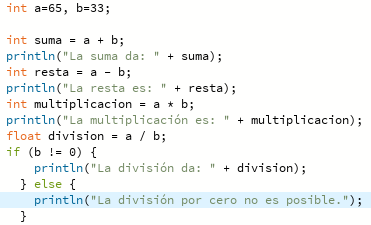 int a=65, b=33;

int suma = a + b;
println("La suma da: " + suma);
int resta = a - b;
println("La resta es: " + resta);
int multiplicacion = a * b;
println("La multiplicación es: " + multiplicacion);
float division = a / b;
if (b != 0) {
    println("La división da: " + division);
  } else {
    println("La división por cero no es posible.");
  }